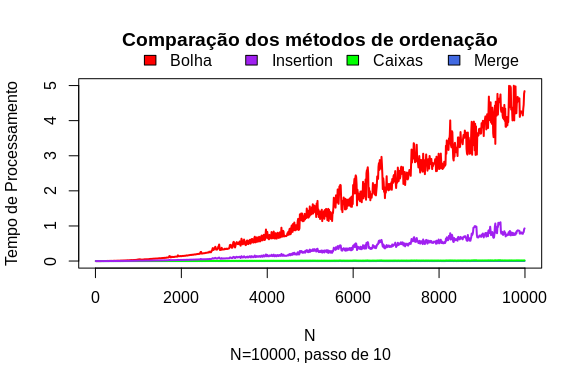 Comparação dos métodos de ordenação
Bolha Insertion Caixas Merge
Tempo de Processamento
5
4
3
2
1
0
0 2000 4000 6000 8000 10000
N
N=10000, passo de 10